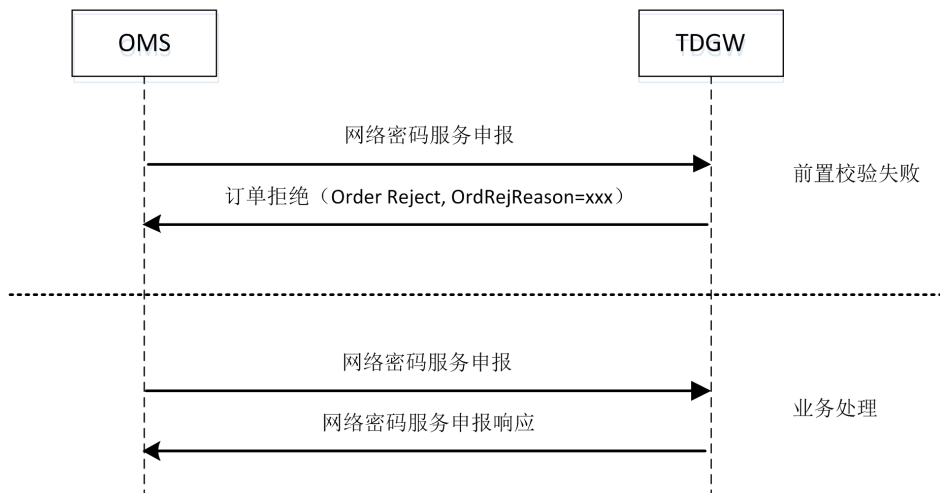 OMS
TDGW
网络密码服务申报
前置校验失败
订单拒绝（Order Reject, OrdRejReason=xxx）
网络密码服务申报
业务处理
网络密码服务申报响应